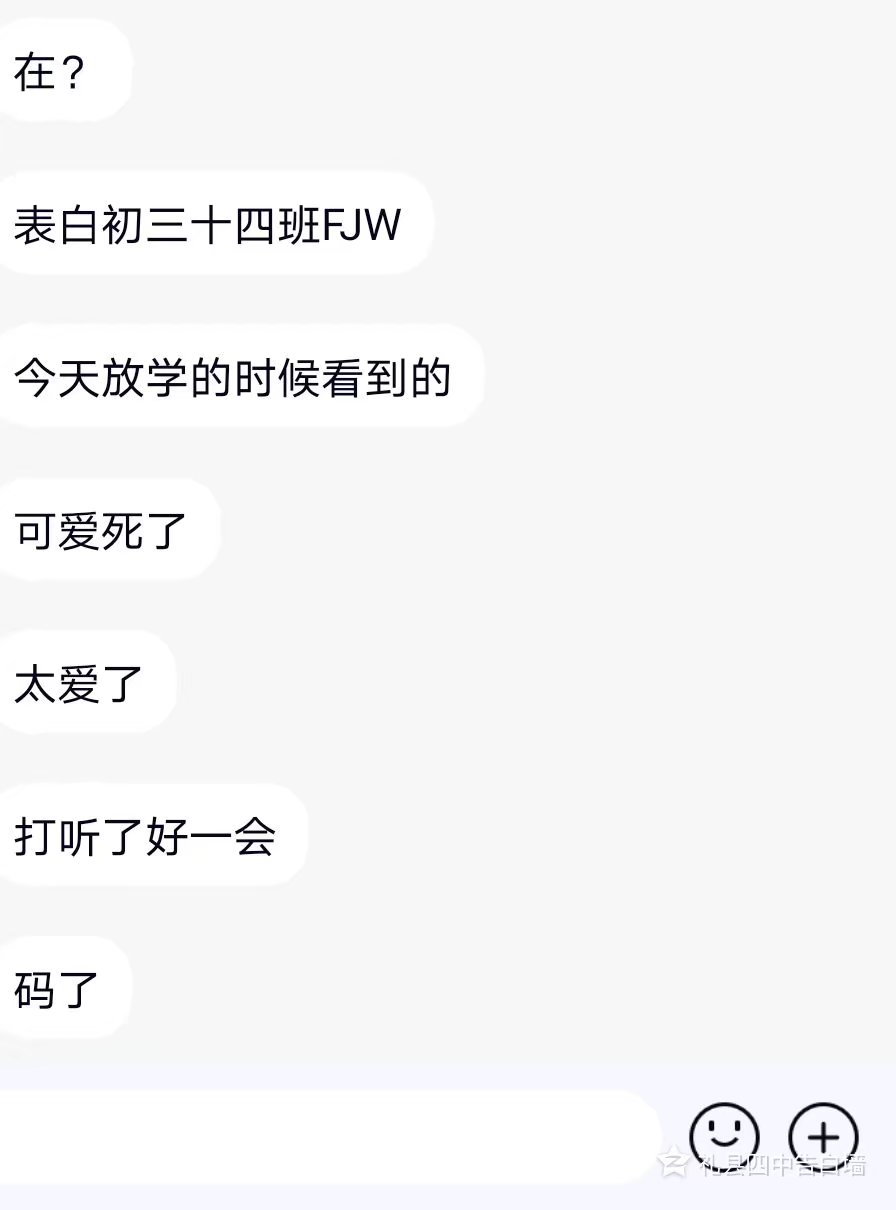 在？
表白初三十四班FJW
今天放学的时候看到的
可爱死了
太爱了
打听了好一会
码了
礼县四中告白墙